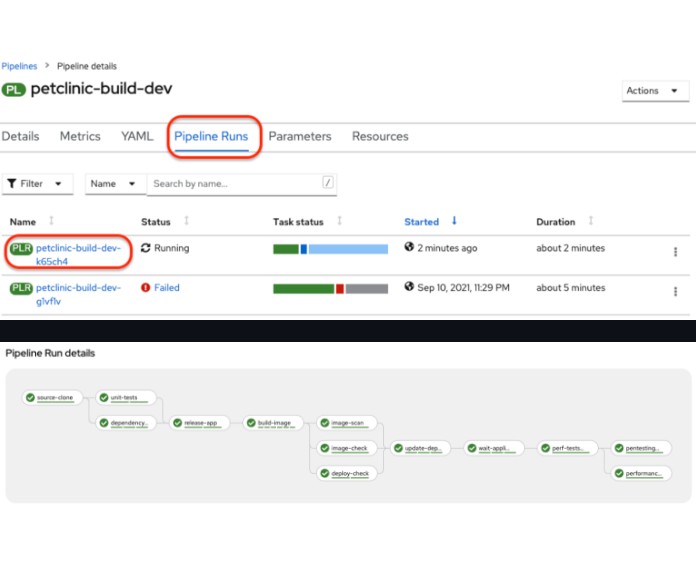 Pipelines > Pipeline details
PL petclinic-build-dev
Actions
Details Metrics YAML Pipeline Runs Parameters Resources
Filter Name Search by name... /
Name Status Task status Started Duration
PLR petclinic-build-dev-
k65ch4
Running
2 minutes ago
about 2 minutes
PLR petclinic-build-dev-
g1vflv
Failed
Sep 10, 2021, 11:29 PM
about 5 minutes
Pipeline Run details
source-clone
unit-tests
dependency...
release-app
build-image
image-scan
image-check
deploy-check
update-dep...
wait-appli...
perf-tests...
pentesting...
performanc...